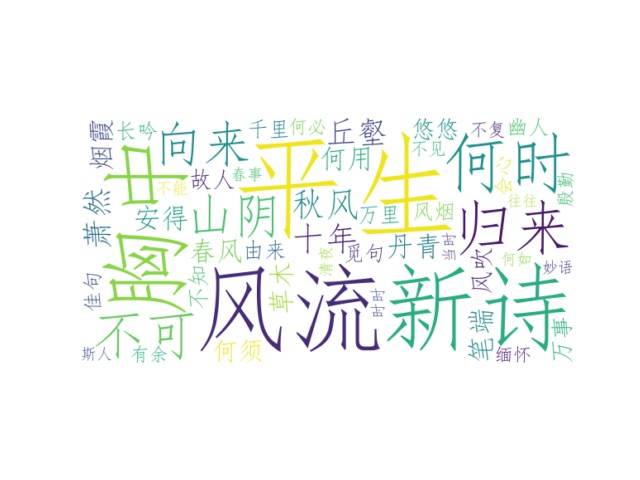 烟霞
长吟
向来
千里
何必
丘壑
悠悠
不复
幽人
胸中
不能
春事
平生
何用
不见
何时
会心
往往
殷勤
萧然
故人
安得
山阴
秋风
万里
风烟
归来
十年
春风
由来
清夜
觅句
丹青
佳句
不知
草木
风流
新诗
风吹
何如
妙语
不可
何须
笔端
万事
斯人
有余
缅怀